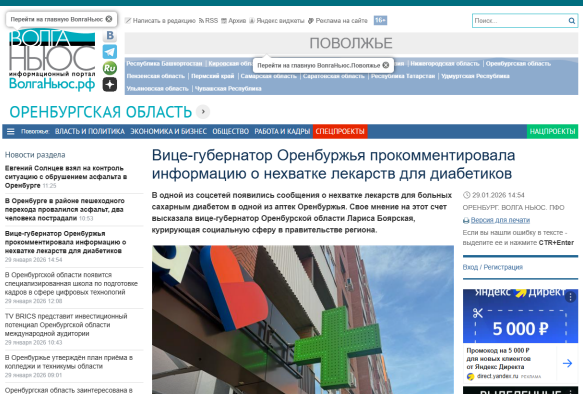 Перейти на главную ВолгаНьюс
ВОЛГА
НЬЮС
информационный портал
ВолгаНьюс.рф
Написать в редакцию RSS Архив Яндекс виджеты Реклама на сайте 16+
Поиск...
ПОВОЛЖЬЕ
Перейти на главную ВолгаНьюс.Поволжье
Республика Башкортостан | Кировская
Нижегородская область | Оренбургская область
Пензенская область | Пермский край | Самарская область | Саратовская область | Республика Татарстан | Удмуртская Республика
Ульяновская область | Чувашская Республика
ОРЕНБУРГСКАЯ ОБЛАСТЬ
Поволжье ВЛАСТЬ И ПОЛИТИКА ЭКОНОМИКА И БИЗНЕС ОБЩЕСТВО РАБОТА И КАДРЫ СПЕЦПРОЕКТЫ НАЦПРОЕКТЫ
Новости раздела
Евгений Солнцев взял на контроль
ситуацию с обрушением асфальта в
Оренбурге 11:25
В Оренбурге в районе пешеходного
перехода провалился асфальт, два
человека пострадали 10:53
Вице-губернатор Оренбуржья
прокомментировала информацию о
нехватке лекарств для диабетиков
29 января 2026 14:54
В Оренбургской области появится
специализированная школа по подготовке
кадров в сфере цифровых технологий
29 января 2026 12:08
TV BRICS представит инвестиционный
потенциал Оренбургской области
международной аудитории
29 января 2026 10:43
В Оренбуржье утверждён план приёма в
колледжи и техникумы области
29 января 2026 09:01
Оренбургская область заинтересована в
Вице-губернатор Оренбуржья прокомментировала
информацию о нехватке лекарств для диабетиков
В одной из соцсетей появились сообщения о нехватке лекарств для больных
сахарным диабетом в одной из аптек Оренбуржья. Свое мнение на этот счет
высказала вице-губернатор Оренбургской области Лариса Боярская,
курирующая социальную сферу в правительстве региона.
29.01.2026 14:54
ОРЕНБУРГ. ВОЛГА НЬЮС. ПФО
Версия для печати
Если вы нашли ошибку в тексте -
выделите ее и нажмите CTR+Enter
Вход / Регистрация
Яндекс Директ
5 000 ₽
Промокод на 5 000 ₽
для новых клиентов
от Яндекс Директа
direct.yandex.ru РЕКЛАМА